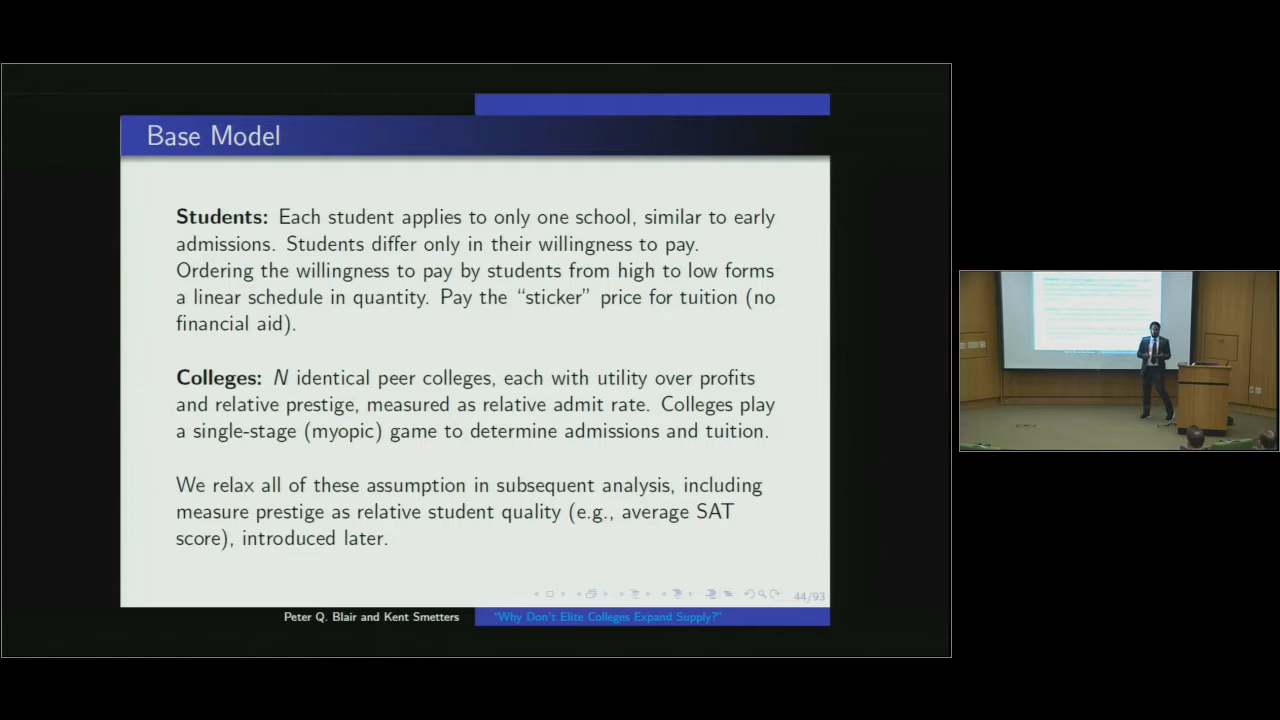 Base Model
Students: Each student applies to only one school, similar to early
admissions. Students differ only in their willingness to pay.
Ordering the willingness to pay by students from high to low forms
a linear schedule in quantity. Pay the “sticker” price for tuition (no
financial aid).
Colleges: N identical peer colleges, each with utility over profits
and relative prestige, measured as relative admit rate. Colleges play
a single-stage (myopic) game to determine admissions and tuition.
We relax all of these assumption in subsequent analysis, including
measure prestige as relative student quality (e.g., average SAT
score), introduced later.
44/93
Peter Q. Blair and Kent Smetters
“Why Don't Elite Colleges Expand Supply?”